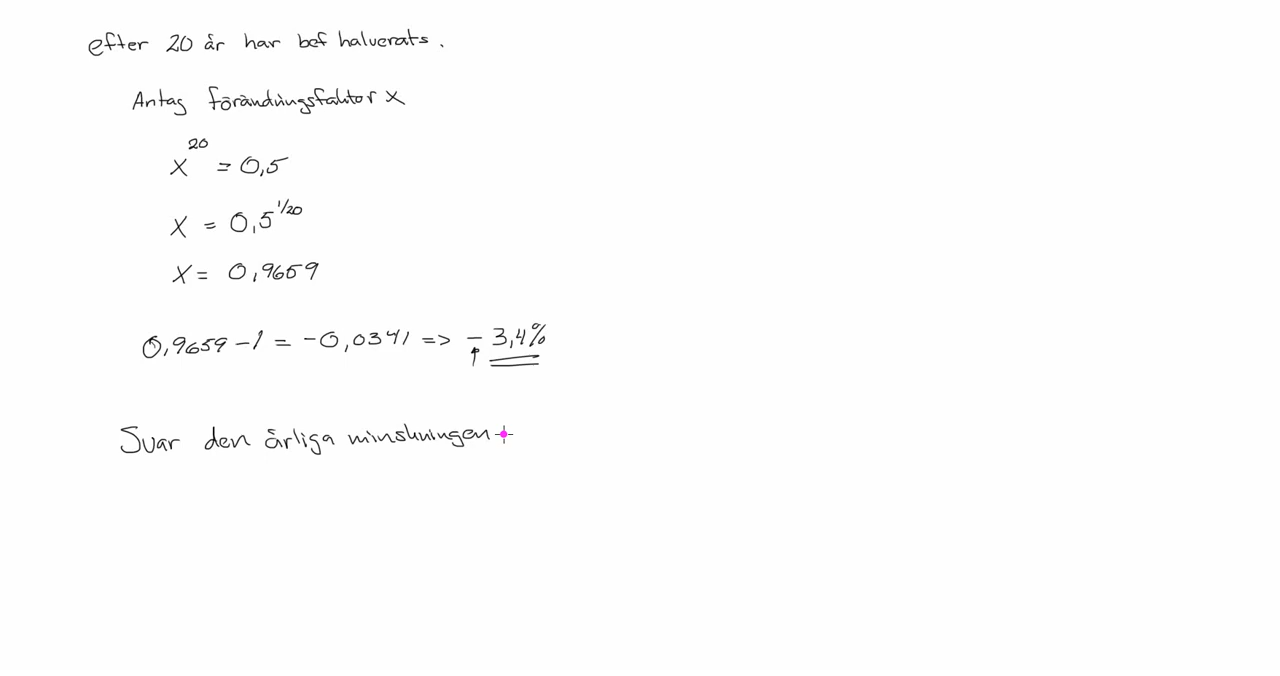 efter 20 år har bef halverats.
Antag förändringsfaktor x
x^20 = 0,5
x = 0,5^1/20
x = 0,9659
0,9659 - 1 = -0,0341 => - 3,4%
Svar den årliga minskningen